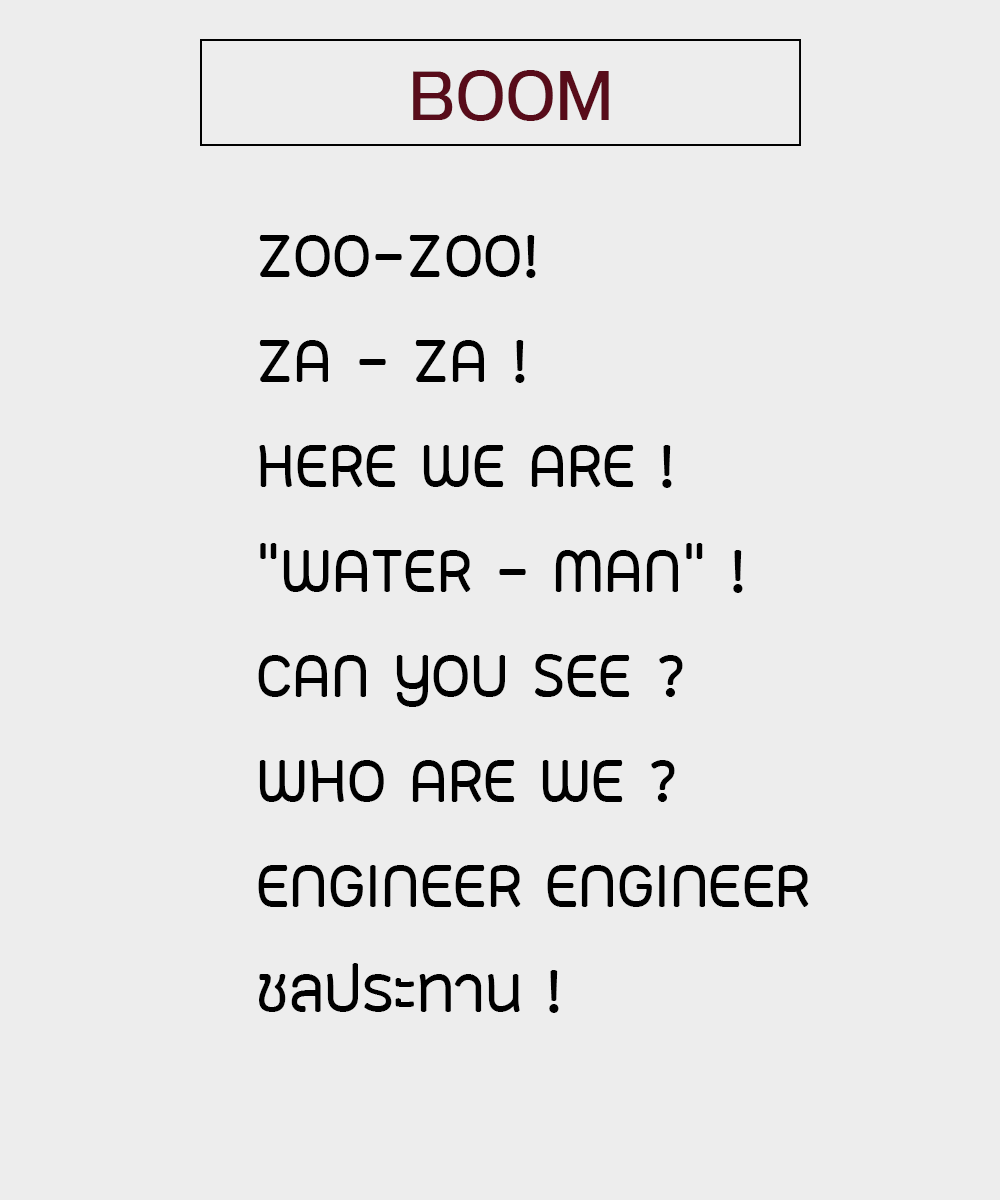 BOOM
ZOO-ZOO!
ZA - ZA !
HERE WE ARE !
"WATER - MAN" !
CAN YOU SEE ?
WHO ARE WE ?
ENGINEER ENGINEER
ชลประทาน !